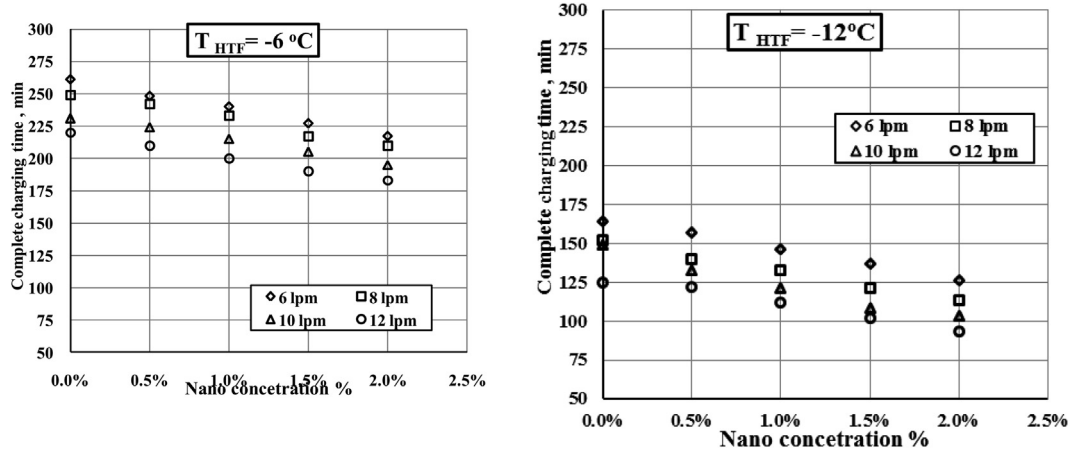 T HTF= -6 ºC
300
275
250
225
200
175
150
125
100
75
50
Complete charging time , min
◇ 6 lpm □ 8 lpm
△ 10 lpm ○ 12 lpm
0.0% 0.5% 1.0% 1.5% 2.0% 2.5%
Nano concetration %
T HTF= -12ºC
300
275
250
225
200
175
150
125
100
75
50
Complete charging time , min
◇ 6 lpm □ 8 lpm
△ 10 lpm ○ 12 lpm
0.0% 0.5% 1.0% 1.5% 2.0% 2.5%
Nano concetration %